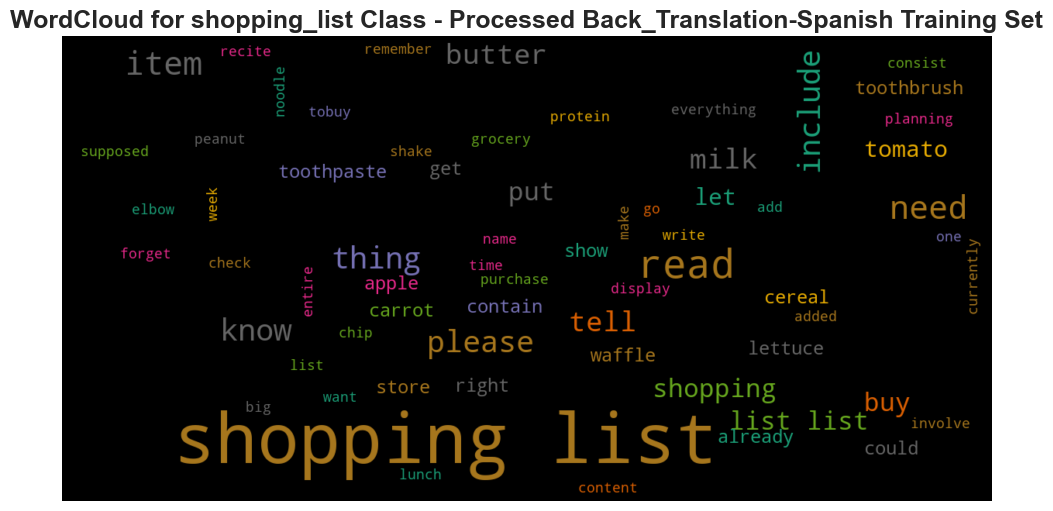 WordCloud for shopping_list Class - Processed Back_Translation-Spanish Training Set
item
recite
remember
butter
include
consist
noodle
toothbrush
tobuy
protein
everything
planning
supposed
peanut
shake
grocery
milk
tomato
toothpaste
get
put
let
add
need
elbow
week
make
go
one
forget
check
thing
name
show
write
read
currently
entire
apple
time
purchase
display
cereal
carrot
contain
added
know
chip
please
tell
waffle
lettuce
list
store
right
shopping
want
big
buy
list list
involve
shopping list
already
could
lunch
content